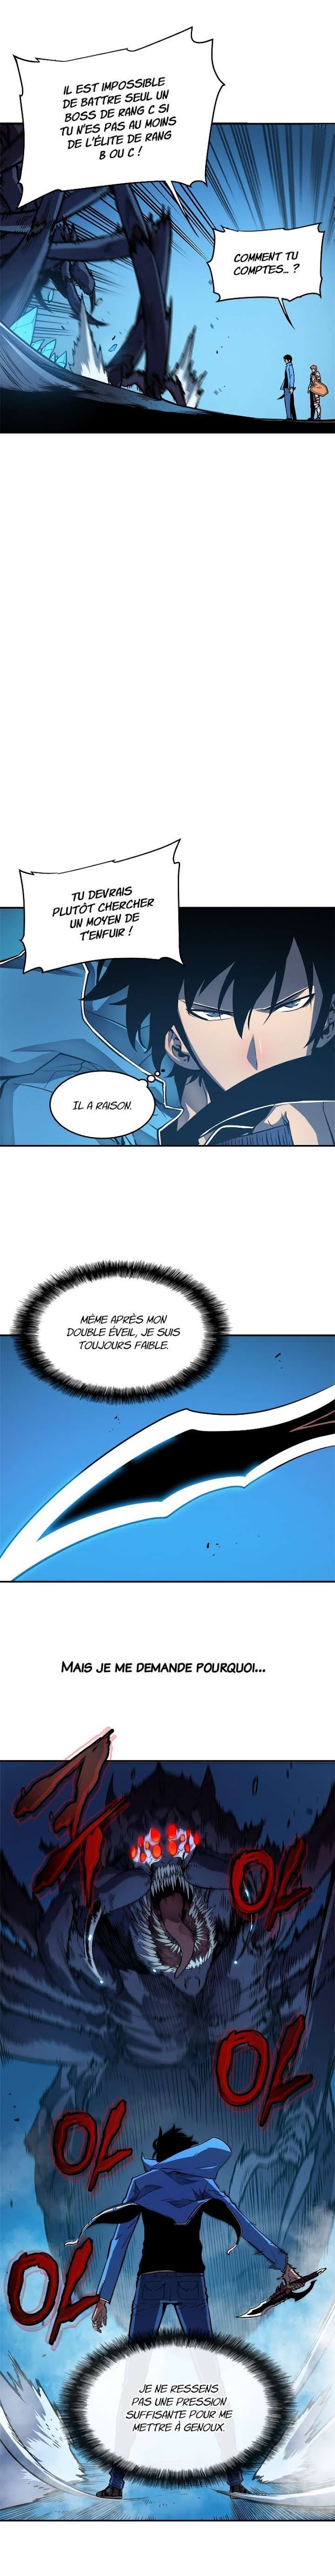 IL EST IMPOSSIBLE
DE BATTRE SEUL UN
BOSS DE RANG C SI
TU N'ES PAS AU MOINS
DE L'ÉLITE DE RANG
B OU C !
COMMENT TU
COMPTES... ?
TU DEVRAIS
PLUTÔT CHERCHER
UN MOYEN DE
T'ENFUIR !
IL A RAISON.
MÊME APRÈS MON
DOUBLE ÉVEIL, JE SUIS
TOUJOURS FAIBLE.
MAIS JE ME DEMANDE POURQUOI...
JE NE RESSENS
PAS UNE PRESSION
SUFFISANTE POUR ME
METTRE À GENOUX.